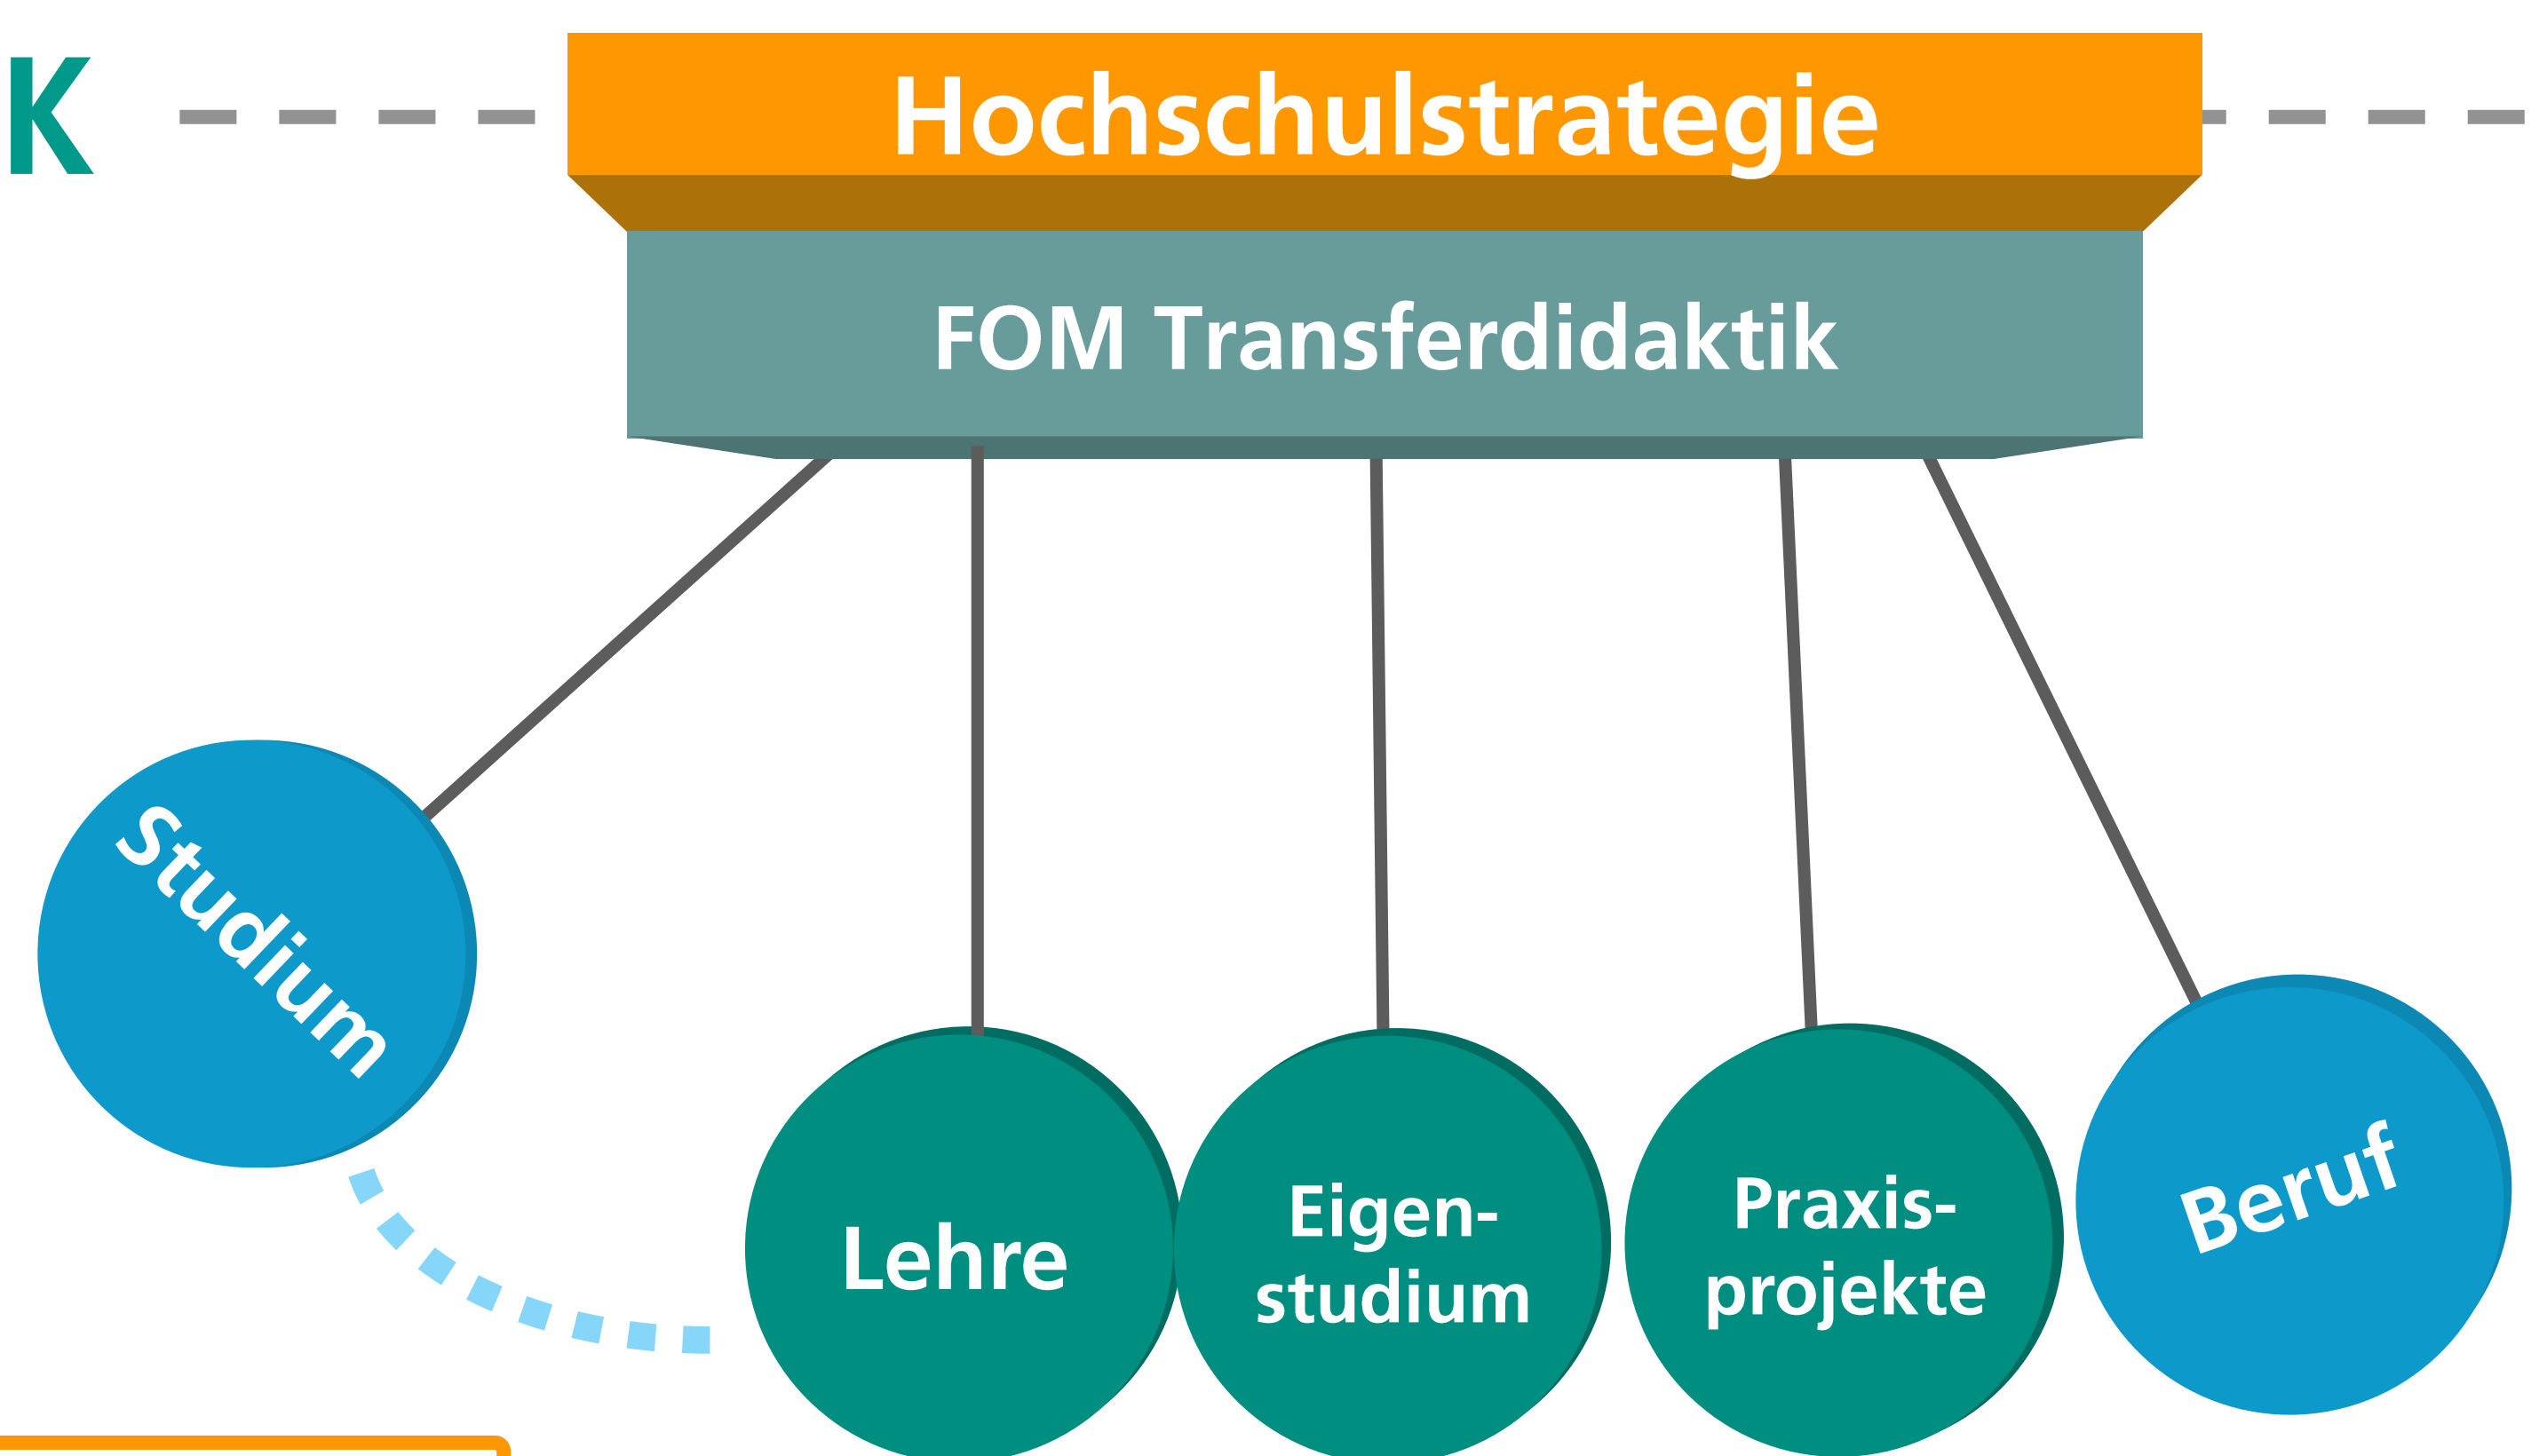 K
Hochschulstrategie
FOM Transferdidaktik
Studium
Lehre
Eigen-
studium
Praxis-
projekte
Beruf